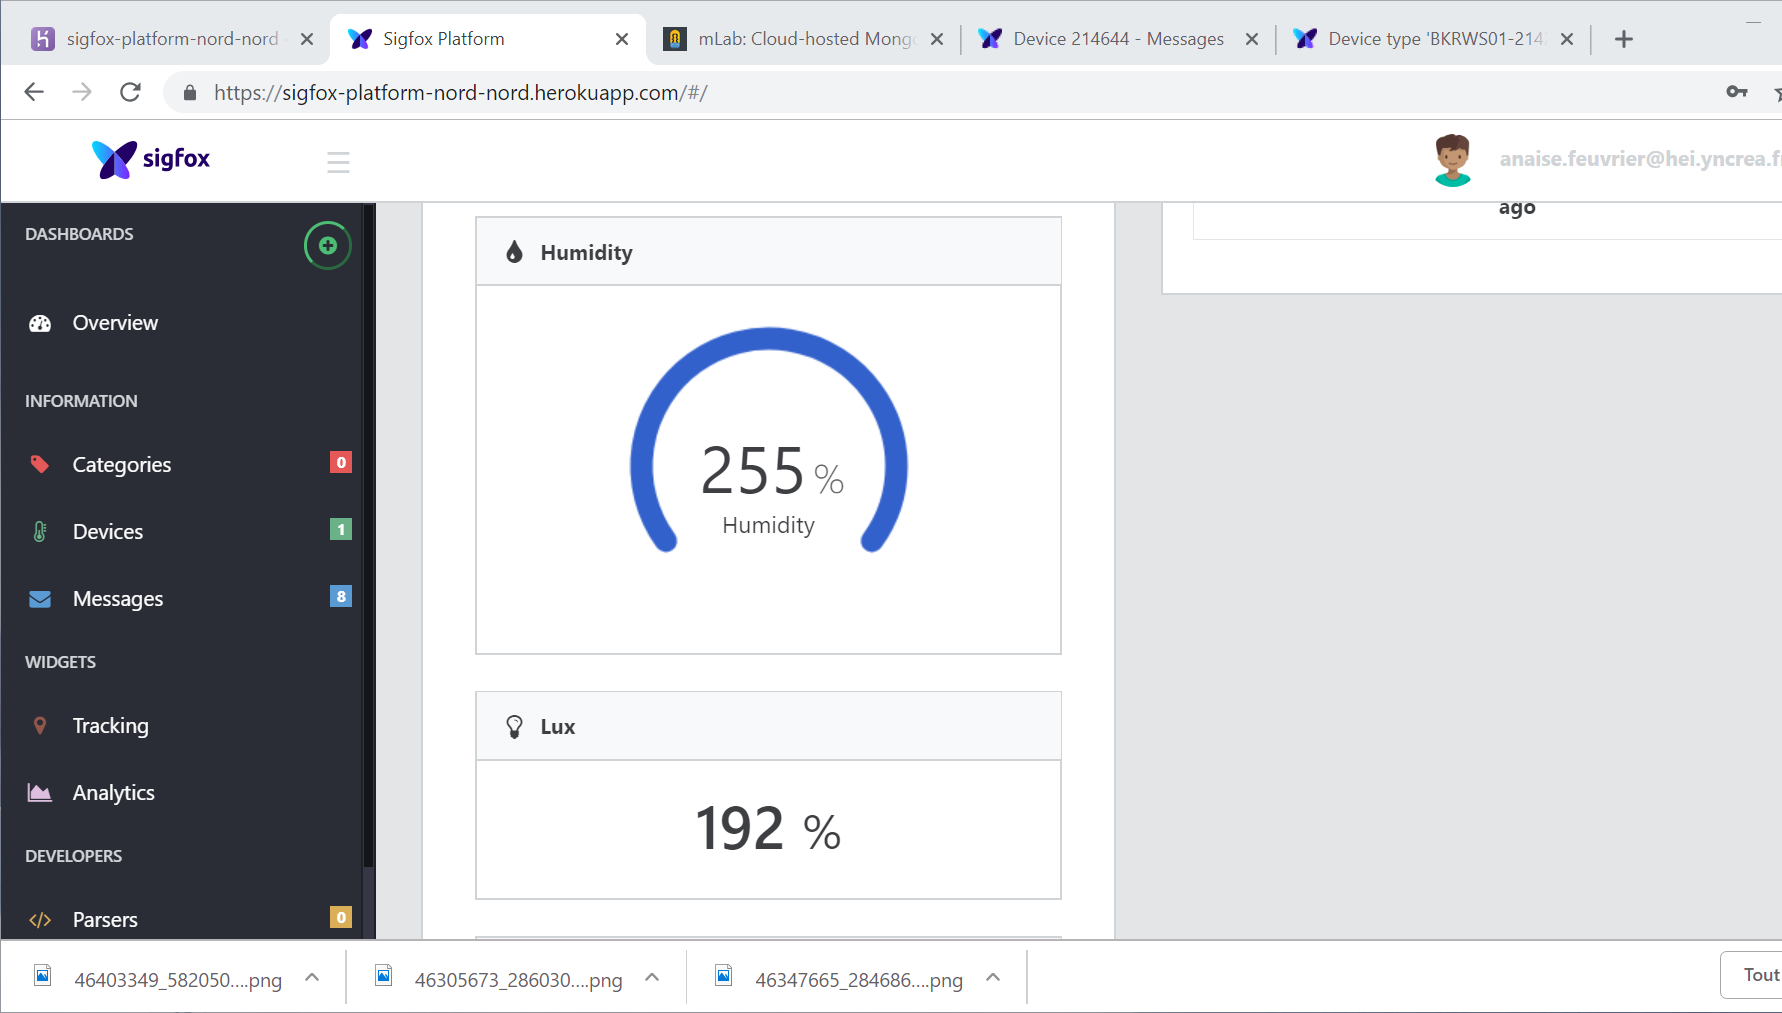 sigfox-platform-nord-nord
Sigfox Platform
mLab: Cloud-hosted Mong
Device 214644 - Messages
Device type 'BKRWS01-214
https://sigfox-platform-nord-nord.herokuapp.com/#/
sigfox
anaise.feuvrier@hei.yncrea.f
ago
DASHBOARDS
Overview
INFORMATION
Categories 0
Devices 1
Messages 8
WIDGETS
Tracking
Analytics
DEVELOPERS
Parsers 0
Humidity
255 %
Humidity
Lux
192 %
46403349_582050....png
46305673_286030....png
46347665_284686....png
Tout